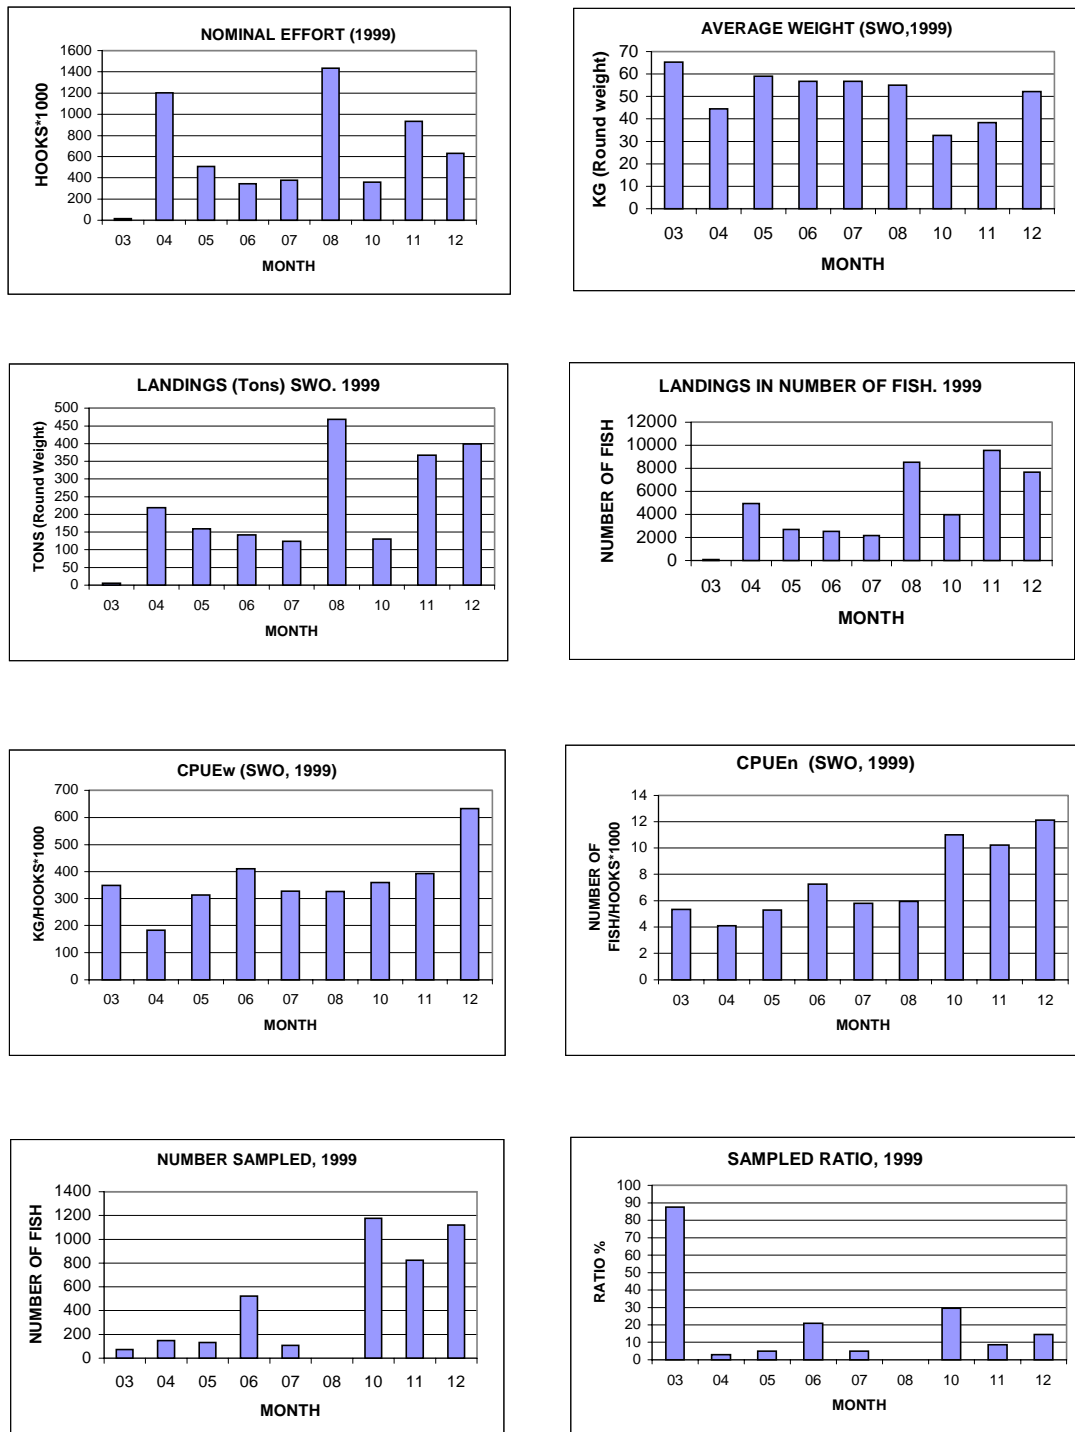 NOMINAL EFFORT (1999)
1600
1400
1200
1000
800
600
400
200
0
HOOKS*1000
03 04 05 06 07 08 10 11 12
MONTH
AVERAGE WEIGHT (SWO,1999)
70
60
50
40
30
20
10
0
KG (Round weight)
03 04 05 06 07 08 10 11 12
MONTH
LANDINGS (Tons) SWO. 1999
500
450
400
350
300
250
200
150
100
50
0
TONS (Round Weight)
03 04 05 06 07 08 10 11 12
MONTH
LANDINGS IN NUMBER OF FISH. 1999
12000
10000
8000
6000
4000
2000
0
NUMBER OF FISH
03 04 05 06 07 08 10 11 12
MONTH
CPUEw (SWO, 1999)
700
600
500
400
300
200
100
0
KG/HOOKS*1000
03 04 05 06 07 08 10 11 12
MONTH
CPUEn (SWO, 1999)
14
12
10
8
6
4
2
0
NUMBER OF
FISH/HOOKS*1000
03 04 05 06 07 08 10 11 12
MONTH
NUMBER SAMPLED, 1999
1400
1200
1000
800
600
400
200
0
NUMBER OF FISH
03 04 05 06 07 08 10 11 12
MONTH
SAMPLED RATIO, 1999
100
90
80
70
60
50
40
30
20
10
0
RATIO %
03 04 05 06 07 08 10 11 12
MONTH